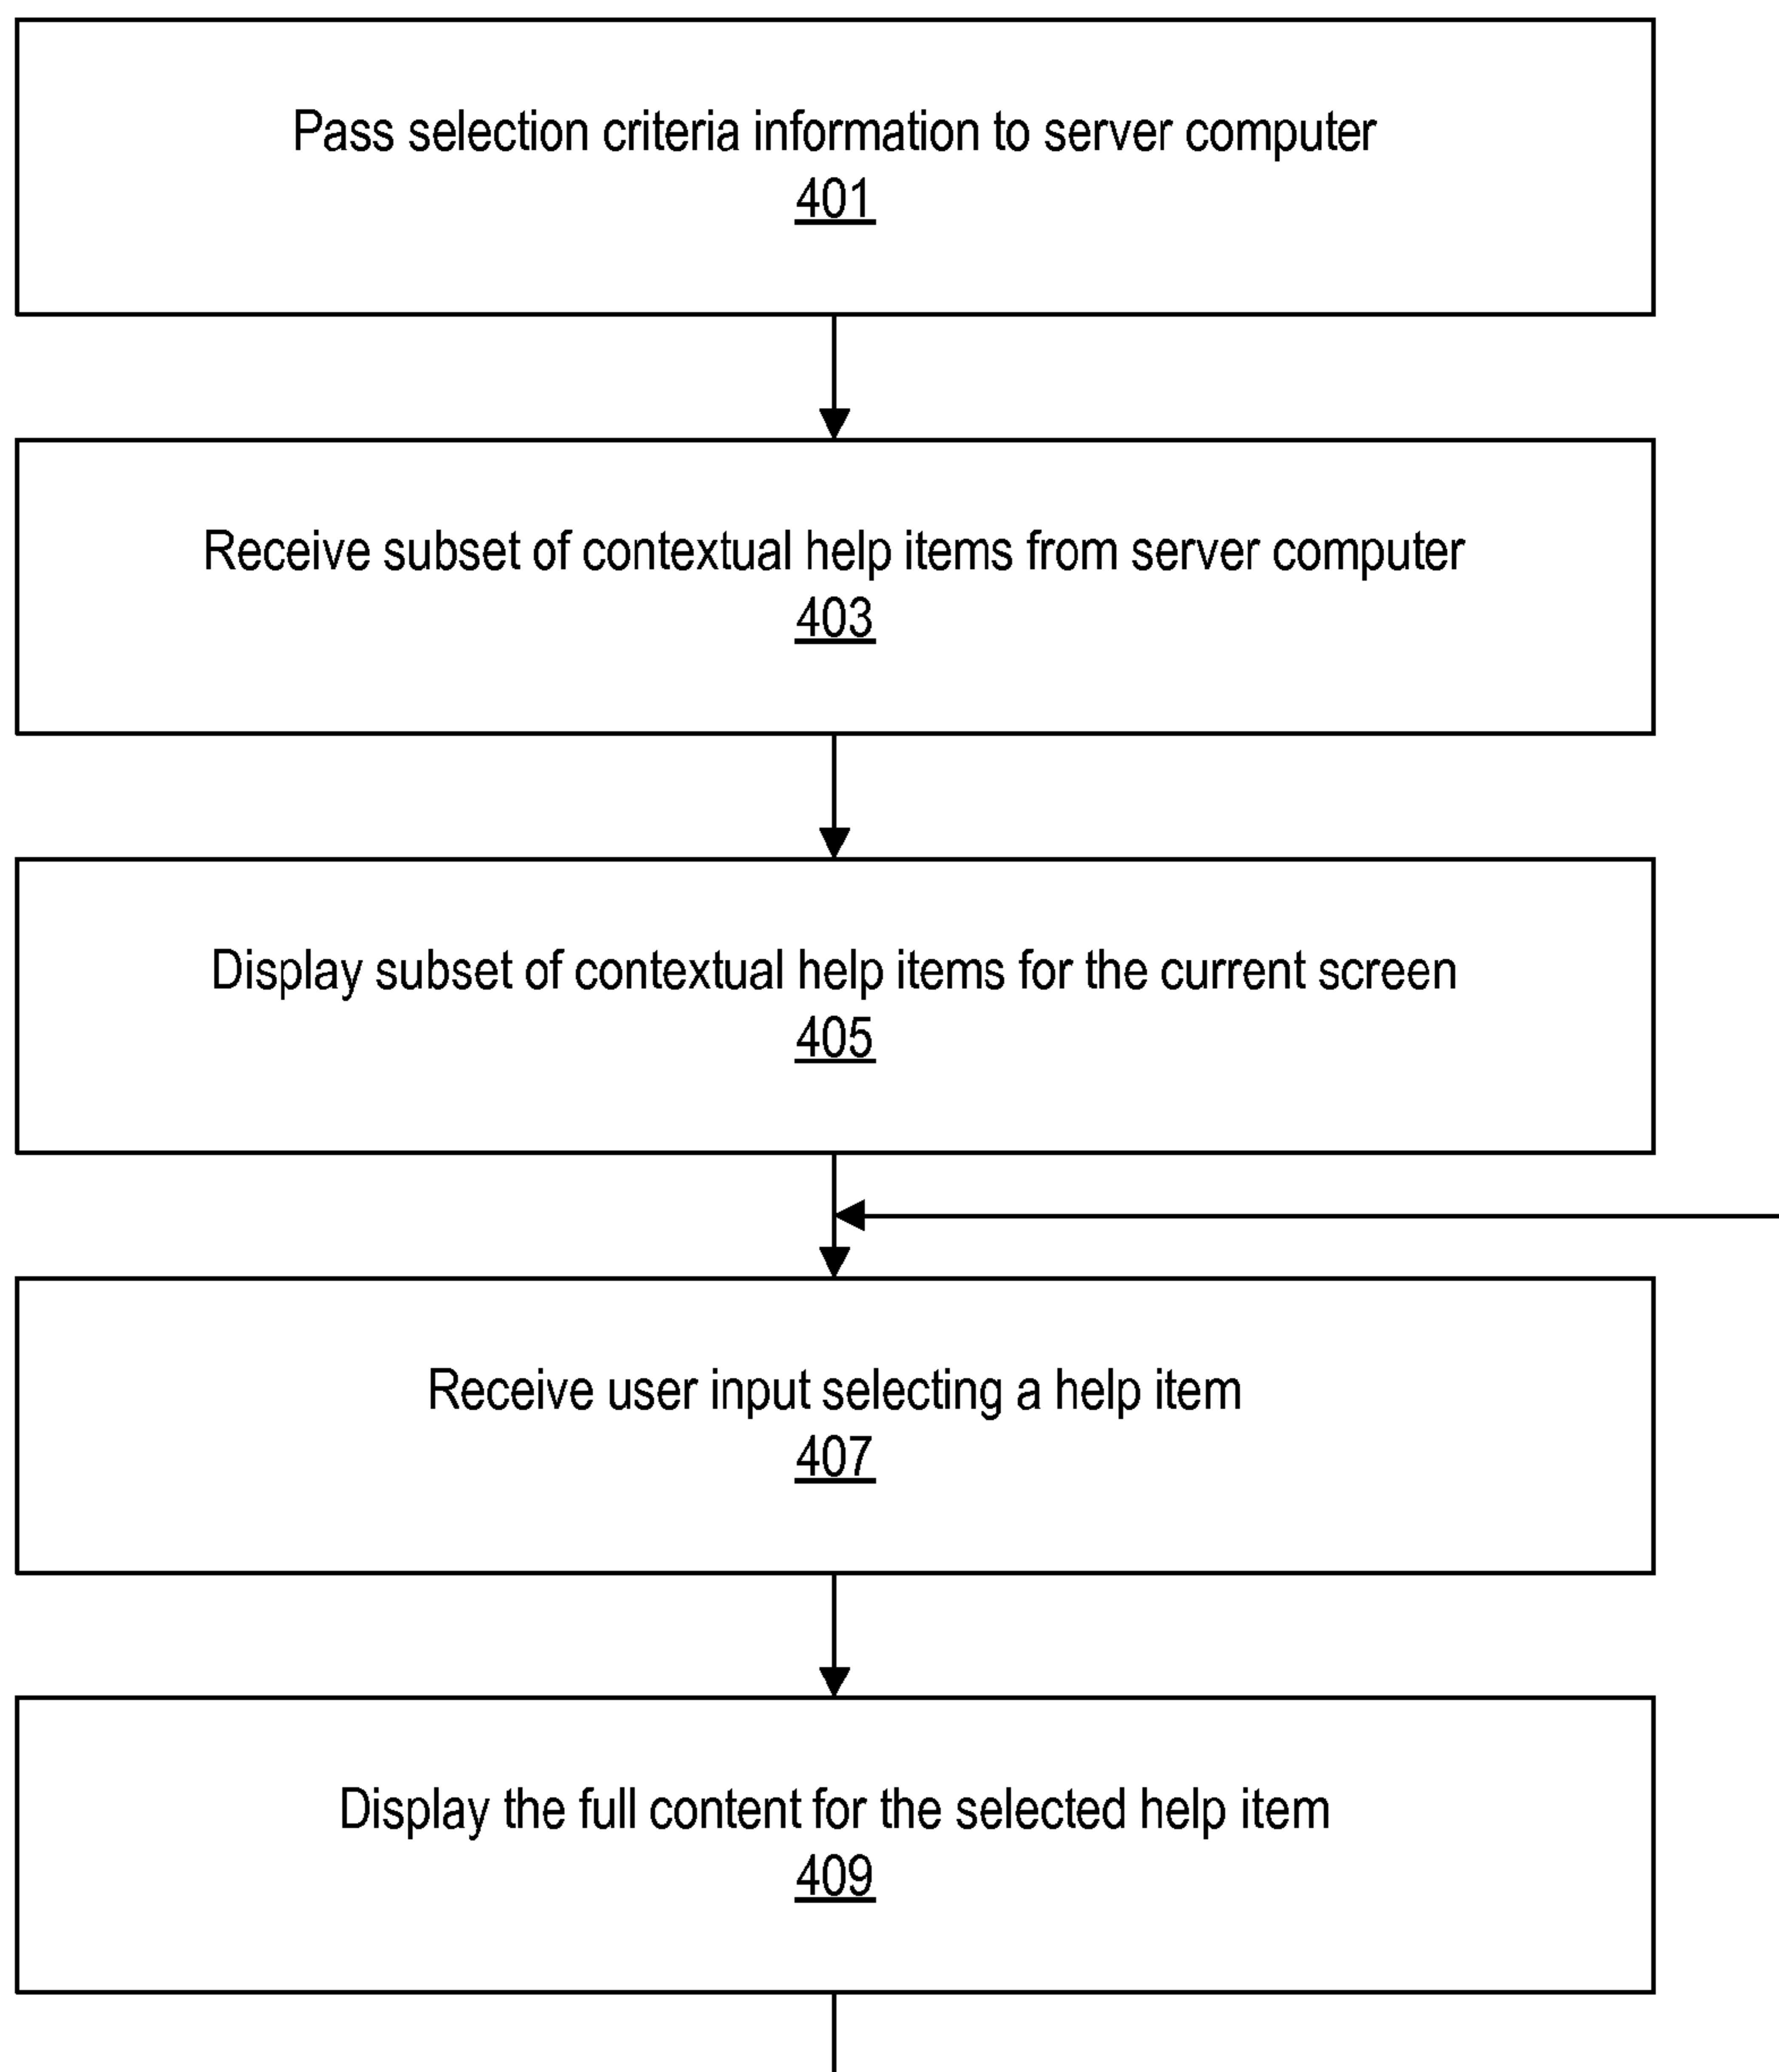 Pass selection criteria information to server computer
401
Receive subset of contextual help items from server computer
403
Display subset of contextual help items for the current screen
405
Receive user input selecting a help item
407
Display the full content for the selected help item
409